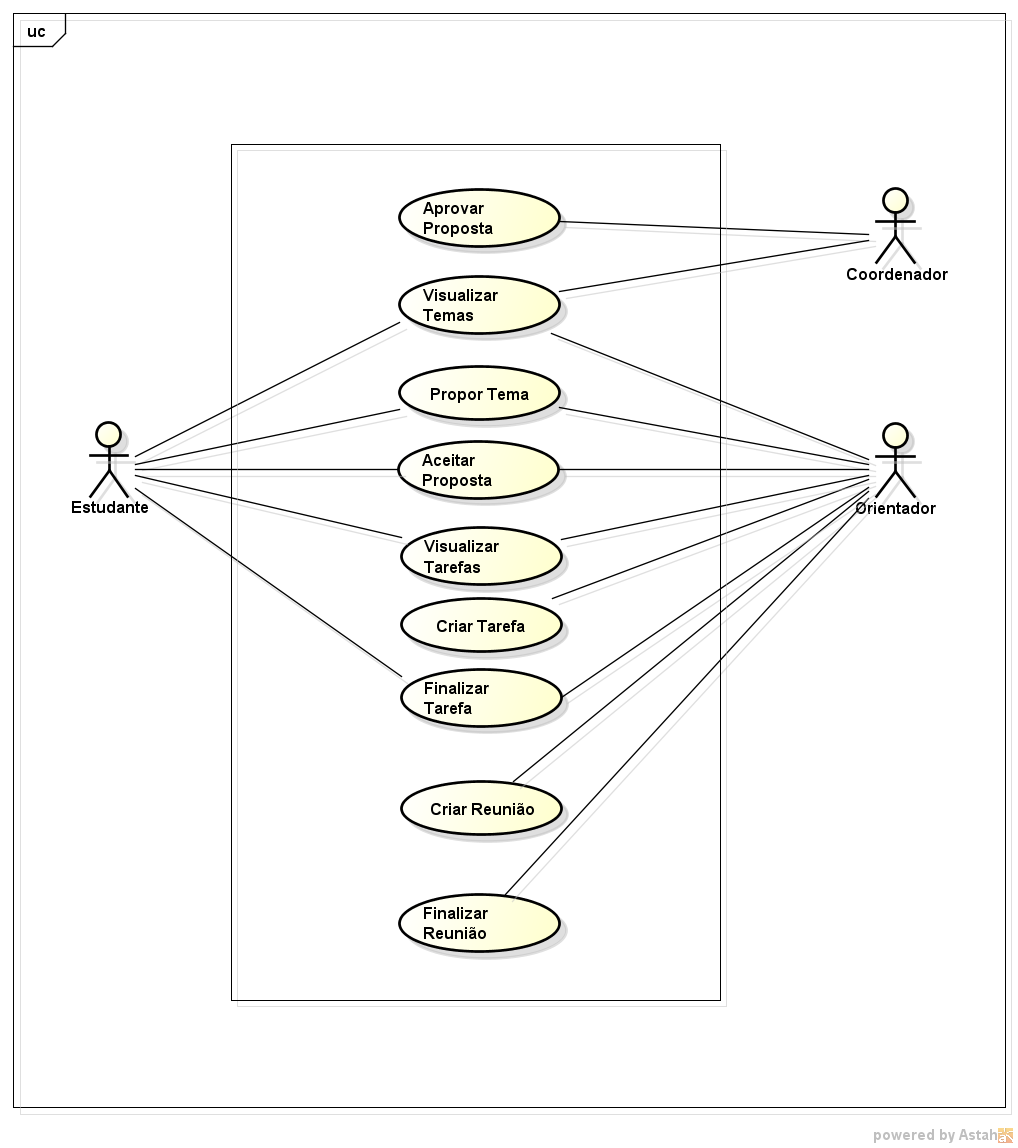 uc
Aprovar
Proposta
Coordenador
Visualizar
Temas
Propor Tema
Aceitar
Proposta
Estudante
Orientador
Visualizar
Tarefas
Criar Tarefa
Finalizar
Tarefa
Criar Reunião
Finalizar
Reunião
powered by Astah